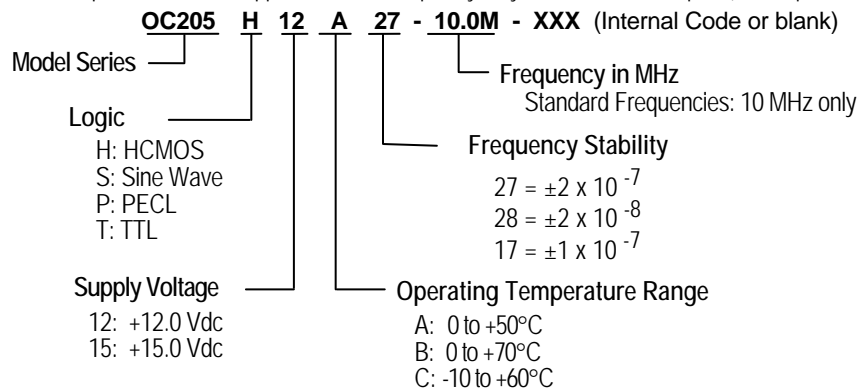 OC205 H 12 A 27 - 10.0M - XXX (Internal Code or blank)
Model Series
Frequency in MHz
Standard Frequencies: 10 MHz only
Logic
H: HCMOS
S: Sine Wave
P: PECL
T: TTL
Frequency Stability
27 = ±2 x 10 -7
28 = ±2 x 10 -8
17 = ±1 x 10 -7
Supply Voltage
12: +12.0 Vdc
15: +15.0 Vdc
Operating Temperature Range
A: 0 to +50°C
B: 0 to +70°C
C: -10 to +60°C